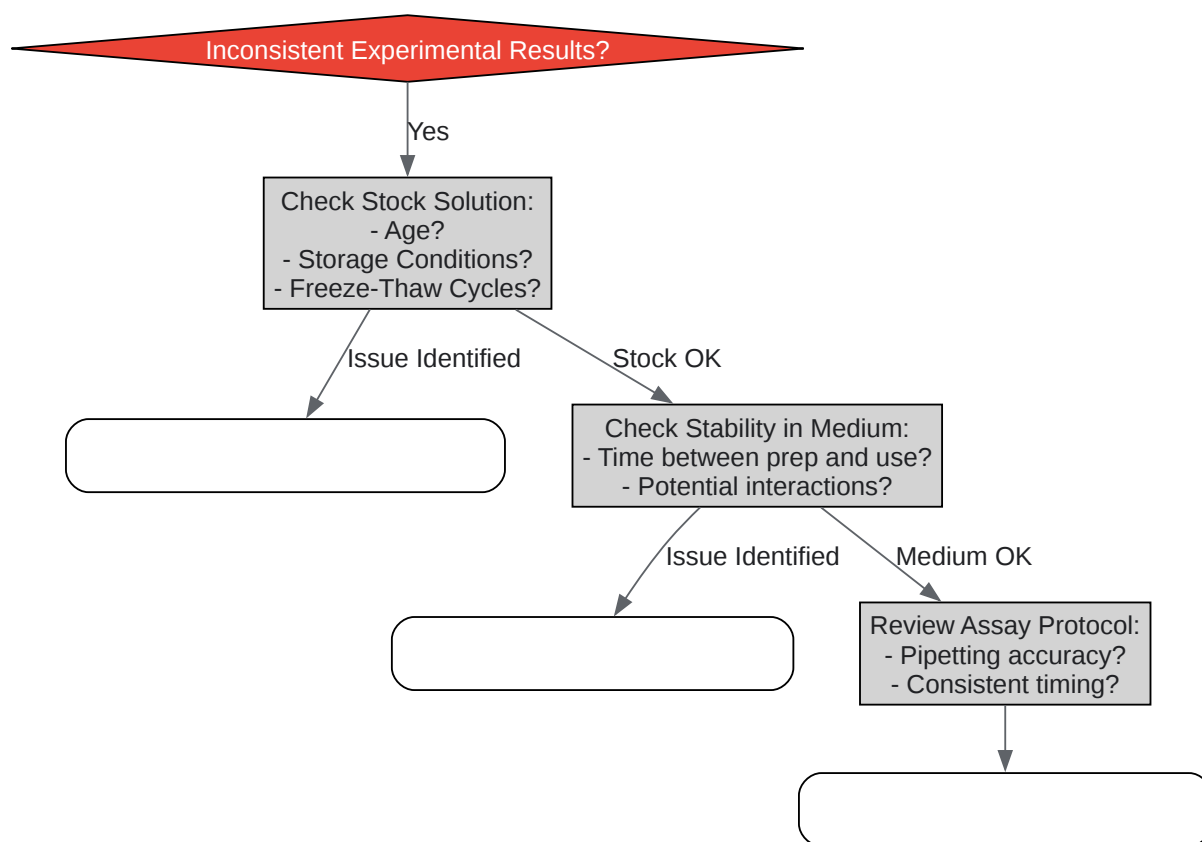 Inconsistent Experimental Results?
Yes
Check Stock Solution:
- Age?
- Storage Conditions?
- Freeze-Thaw Cycles?
Issue Identified
Stock OK
Check Stability in Medium:
- Time between prep and use?
- Potential interactions?
Issue Identified
Medium OK
Review Assay Protocol:
- Pipetting accuracy?
- Consistent timing?